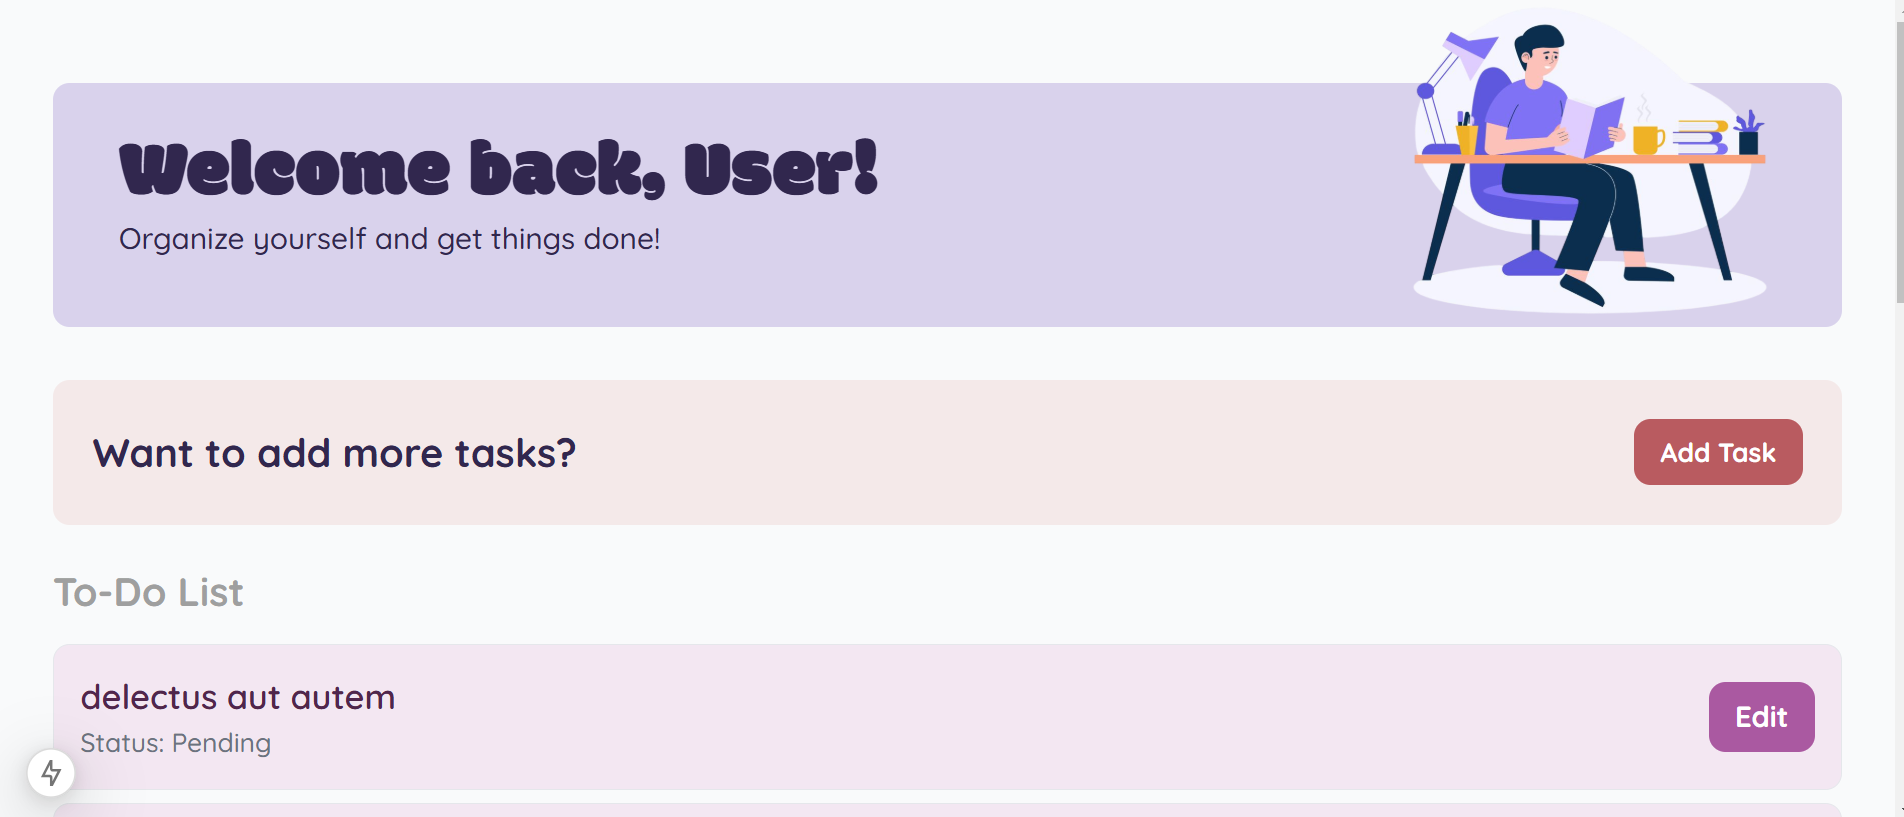 Welcome back, User!
Organize yourself and get things done!
Want to add more tasks?
Add Task
To-Do List
delectus aut autem
Status: Pending
Edit